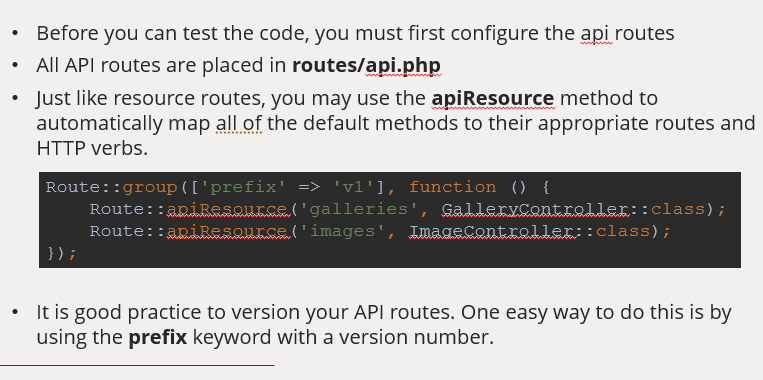 • Before you can test the code, you must first configure the api routes
• All API routes are placed in routes/api.php
• Just like resource routes, you may use the apiResource method to
automatically map all of the default methods to their appropriate routes and
HTTP verbs.
Route::group(['prefix' => 'v1'], function () {
    Route::apiResource('galleries', GalleryController::class);
    Route::apiResource('images', ImageController::class);
});
• It is good practice to version your API routes. One easy way to do this is by
using the prefix keyword with a version number.